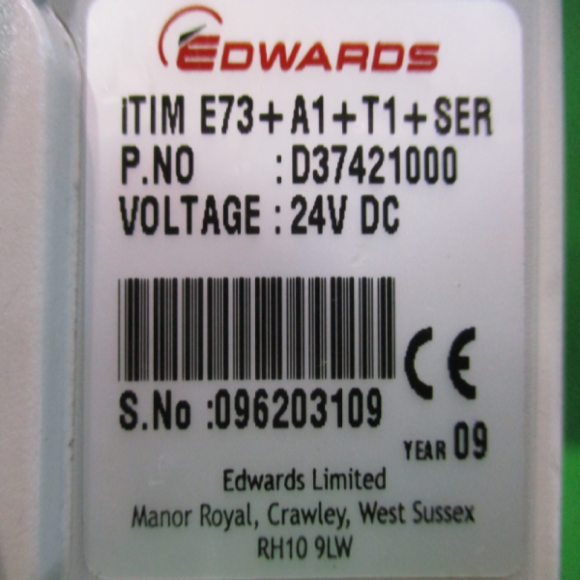 EDWARDS
iTIM E73+A1+T1+SER
P.NO : D37421000
VOLTAGE : 24V DC
CE
S.No :096203109
YEAR 09
Edwards Limited
Manor Royal, Crawley, West Sussex
RH10 9LW